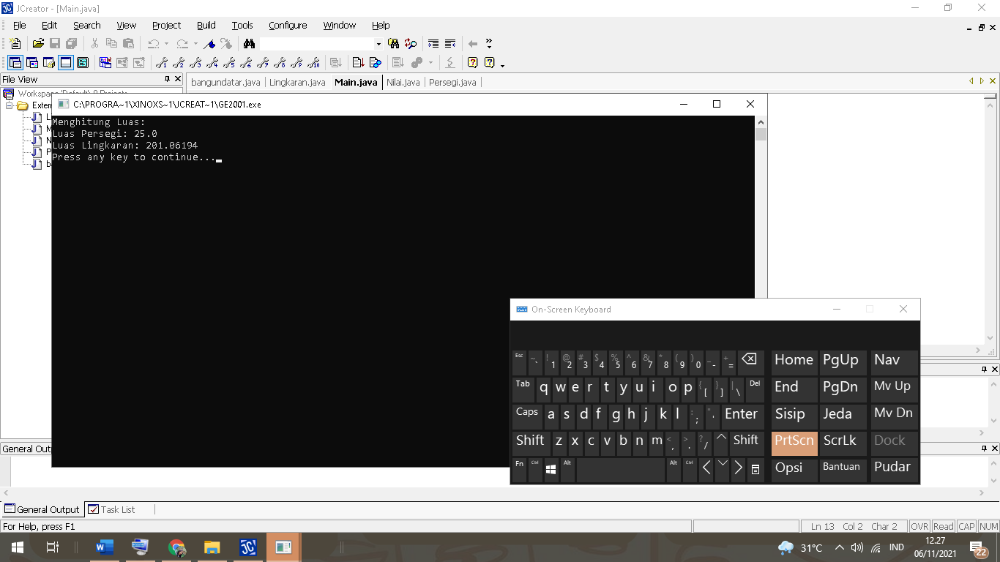 JCreator - [Main.java]
File Edit Search View Project Build Tools Configure Window Help
File View
bangundatar.java Lingkaran.java Main.java Nilai.java Persegi.java
Workspace 'Default': 0 Projects
Extern
L
M
N
P
ba
C:\PROGRA~1\XINOXS~1\JCREAT~1\GE2001.exe
Menghitung Luas:
Luas Persegi: 25.0
Luas Lingkaran: 201.06194
Press any key to continue...
On-Screen Keyboard
Esc ~ ` ! 1 @ 2 # 3 $ 4 % 5 ^ 6 & 7 * 8 ( 9 ) 0 _ - + = Home PgUp Nav
Tab q w e r t y u i o p { [ } ] | \ Del End PgDn Mv Up
Caps a s d f g h j k l : ; " ' Enter Sisip Jeda Mv Dn
Shift z x c v b n m < , > . ? / Shift PrtScn ScrLk Dock
Fn Ctrl Alt Alt Ctrl Opsi Bantuan Pudar
General Out
General Output Task List
For Help, press F1
Ln 13 Col 2 Char 2 OVR Read CAP NUM
31°C IND 12.27
06/11/2021
22